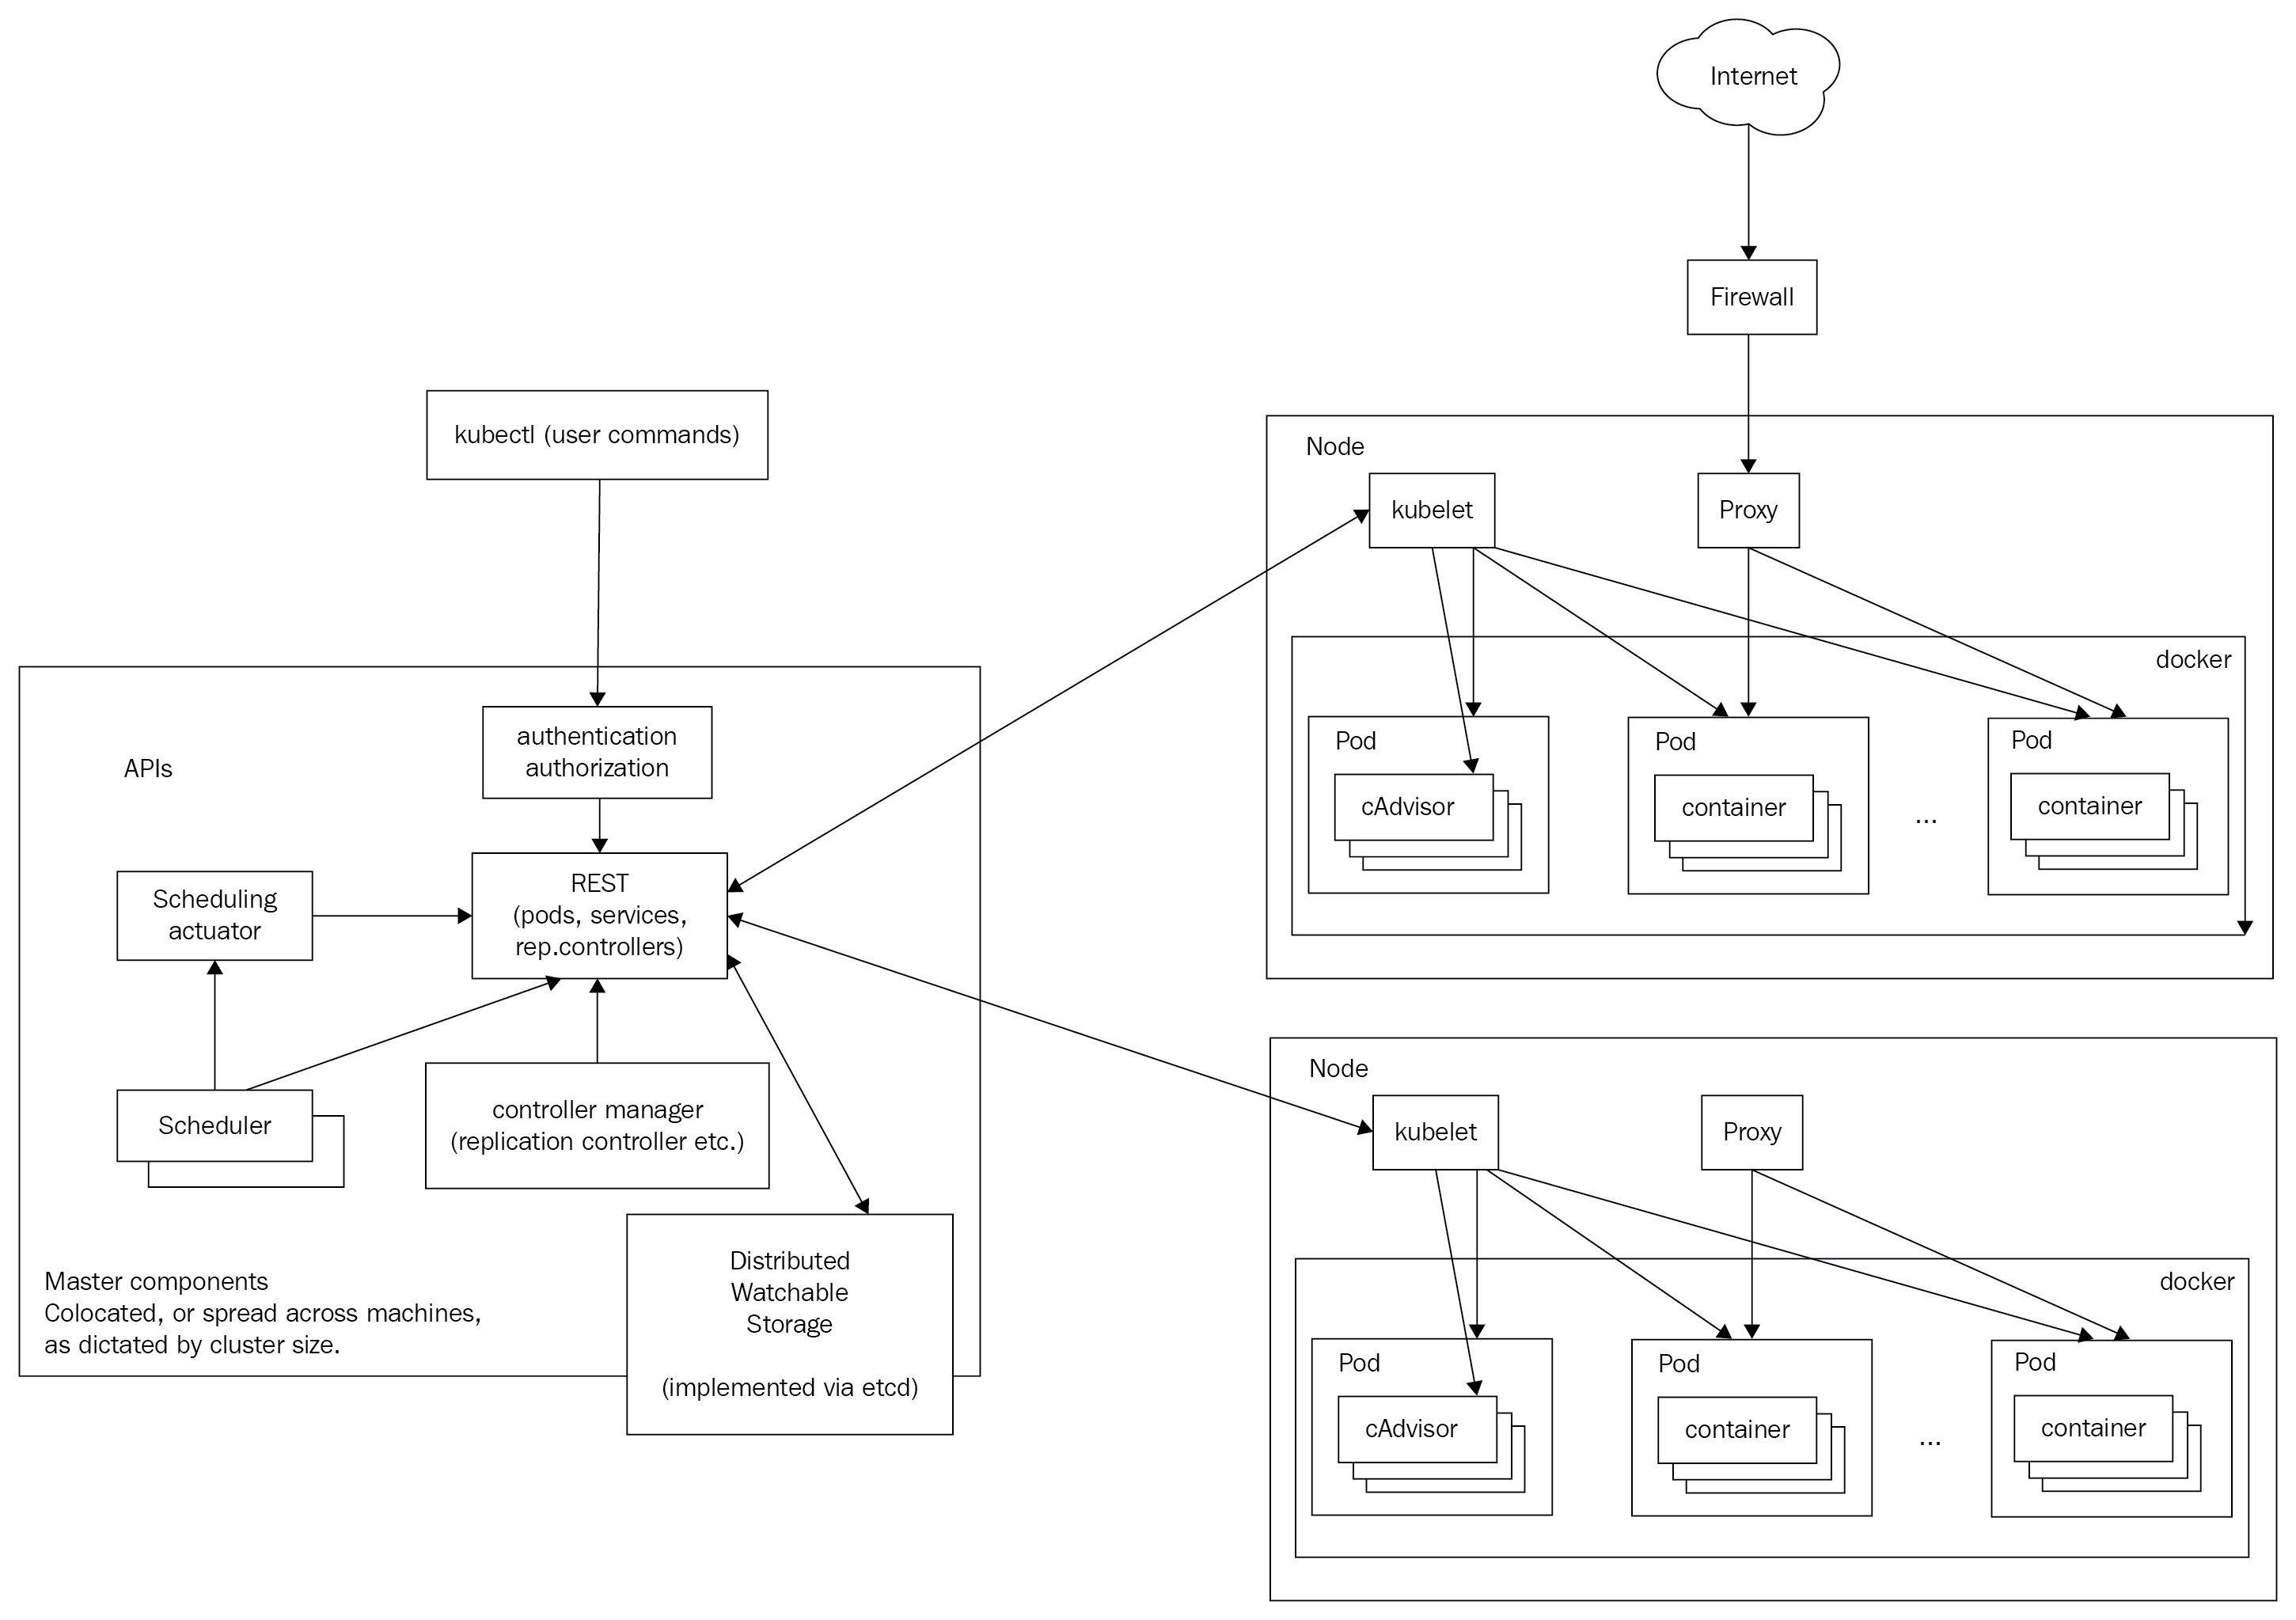 Internet
Firewall
kubectl (user commands)
Node
kubelet
Proxy
docker
Pod
cAdvisor
Pod
container
...
Pod
container
authentication
authorization
APIs
REST
(pods, services,
rep.controllers)
Scheduling
actuator
Scheduler
controller manager
(replication controller etc.)
Distributed
Watchable
Storage
(implemented via etcd)
Master components
Colocated, or spread across machines,
as dictated by cluster size.
Node
kubelet
Proxy
docker
Pod
cAdvisor
Pod
container
...
Pod
container